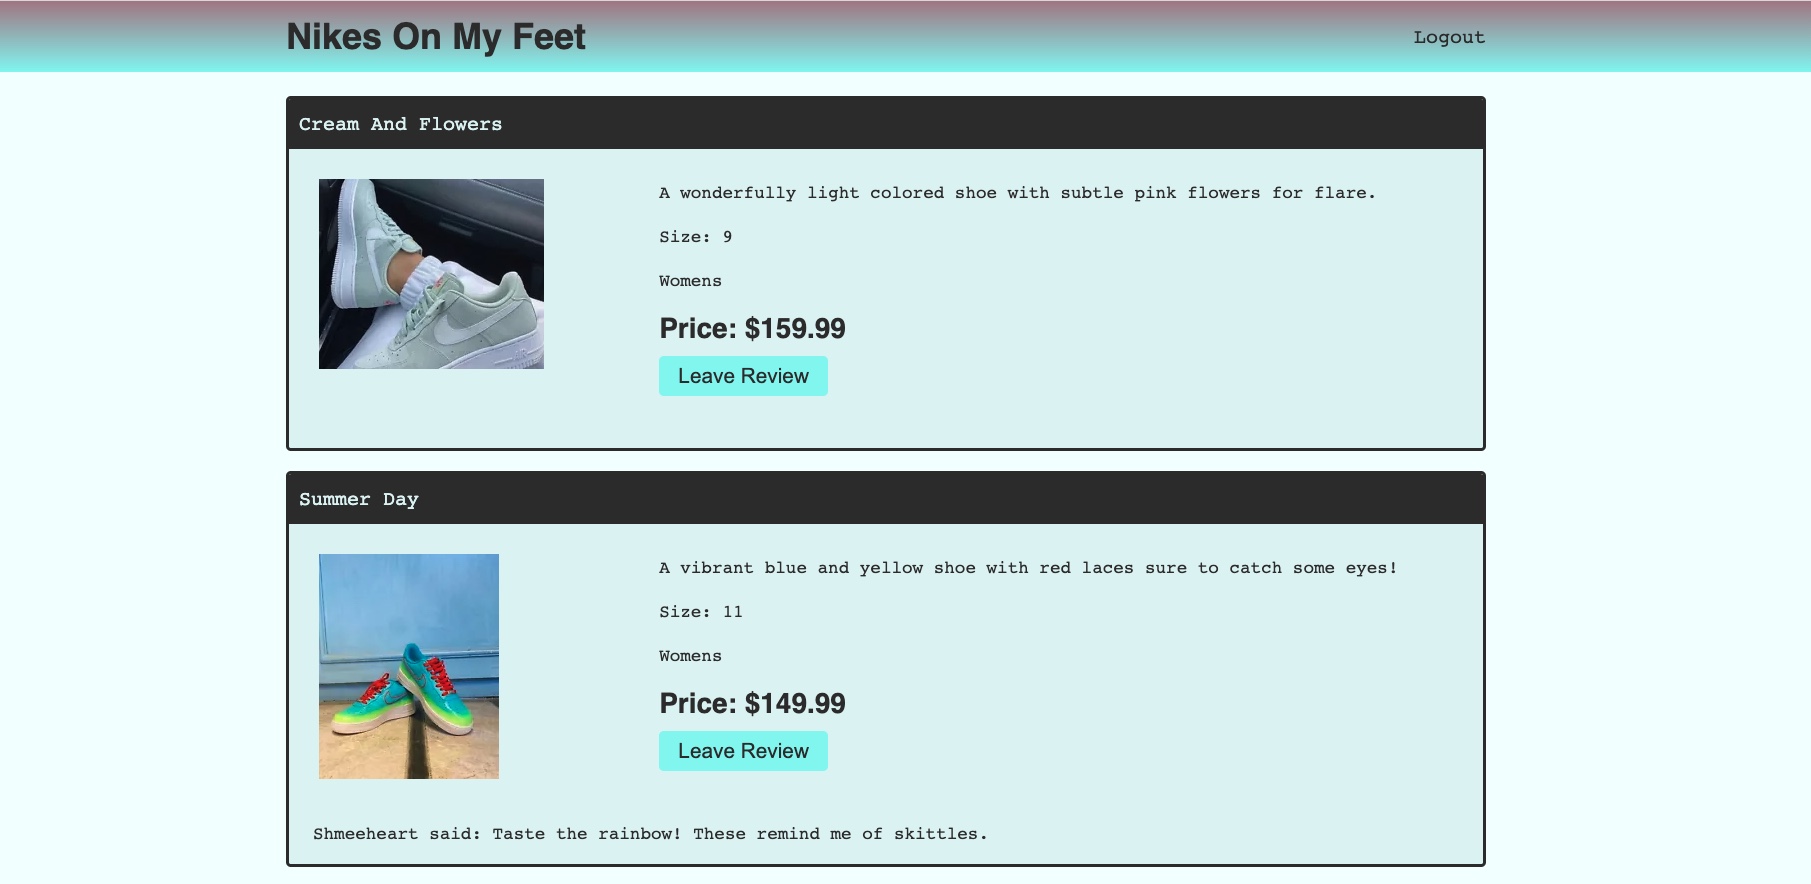 Nikes On My Feet
Logout
Cream And Flowers
A wonderfully light colored shoe with subtle pink flowers for flare.
Size: 9
Womens
Price: $159.99
Leave Review
Summer Day
A vibrant blue and yellow shoe with red laces sure to catch some eyes!
Size: 11
Womens
Price: $149.99
Leave Review
Shmeeheart said: Taste the rainbow! These remind me of skittles.